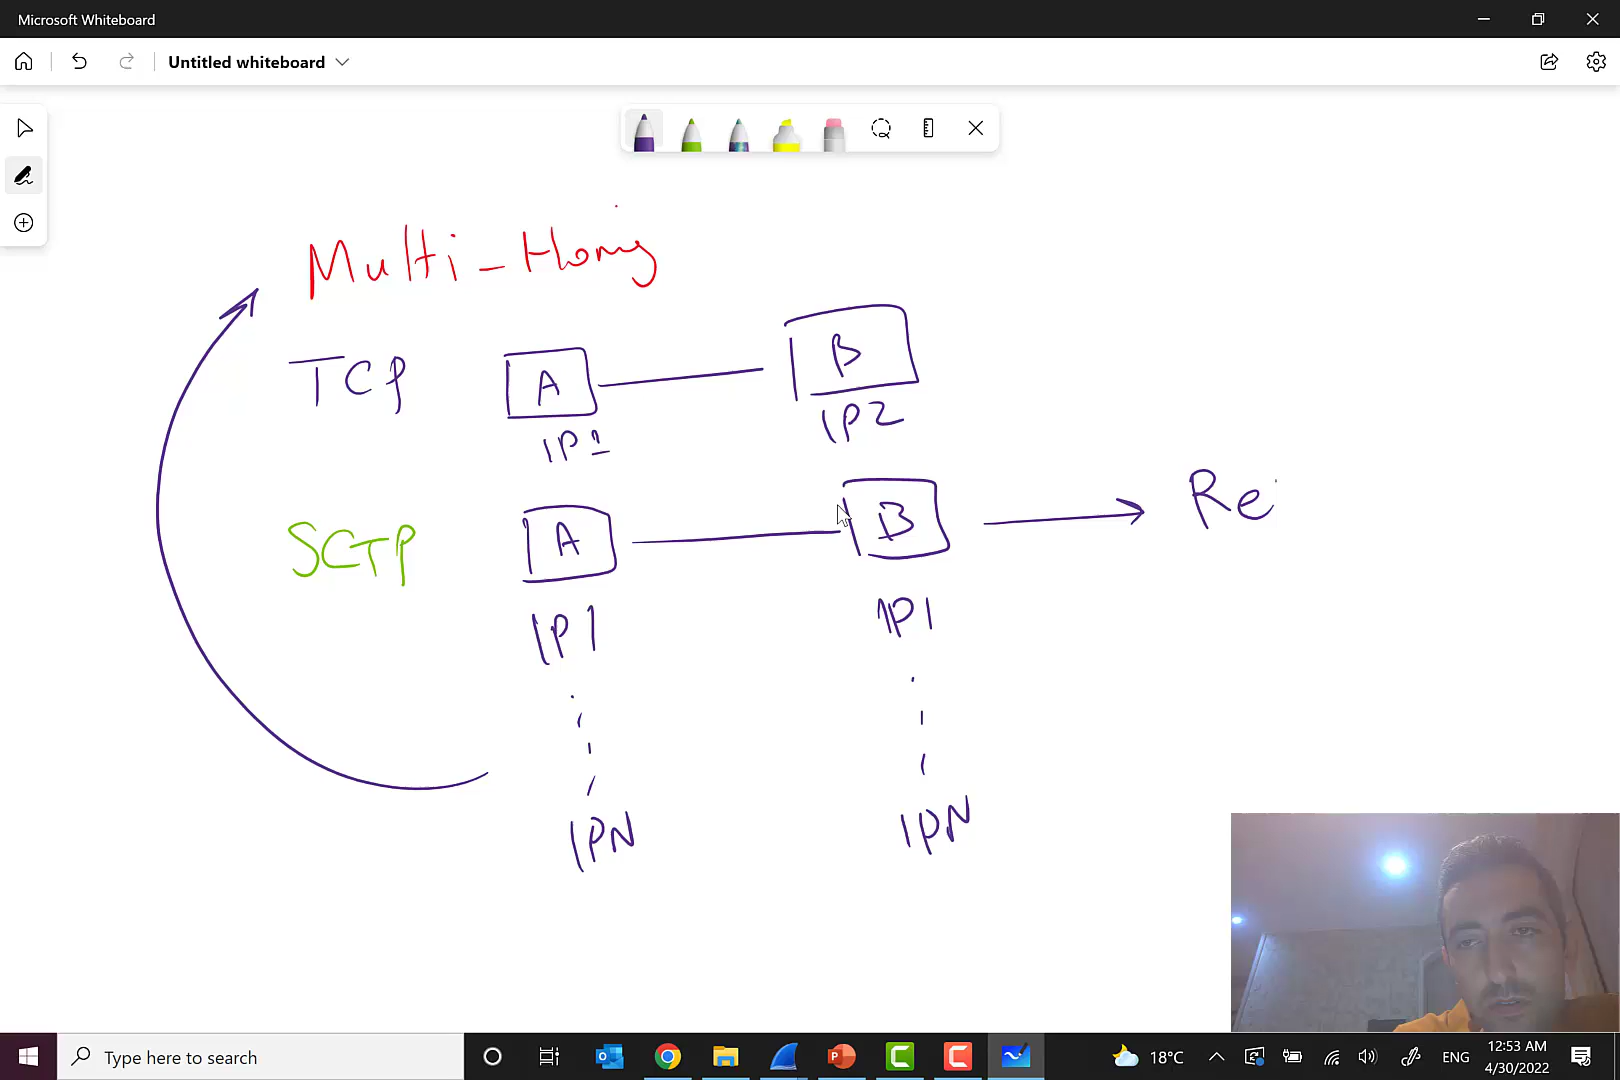 Microsoft Whiteboard
Untitled whiteboard
Multi-Homig
TCP
A
B
IP1
IP2
SCTP
A
B
Re
IP1
IP1
IPN
IPN
Type here to search
18°C
ENG
12:53 AM
4/30/2022